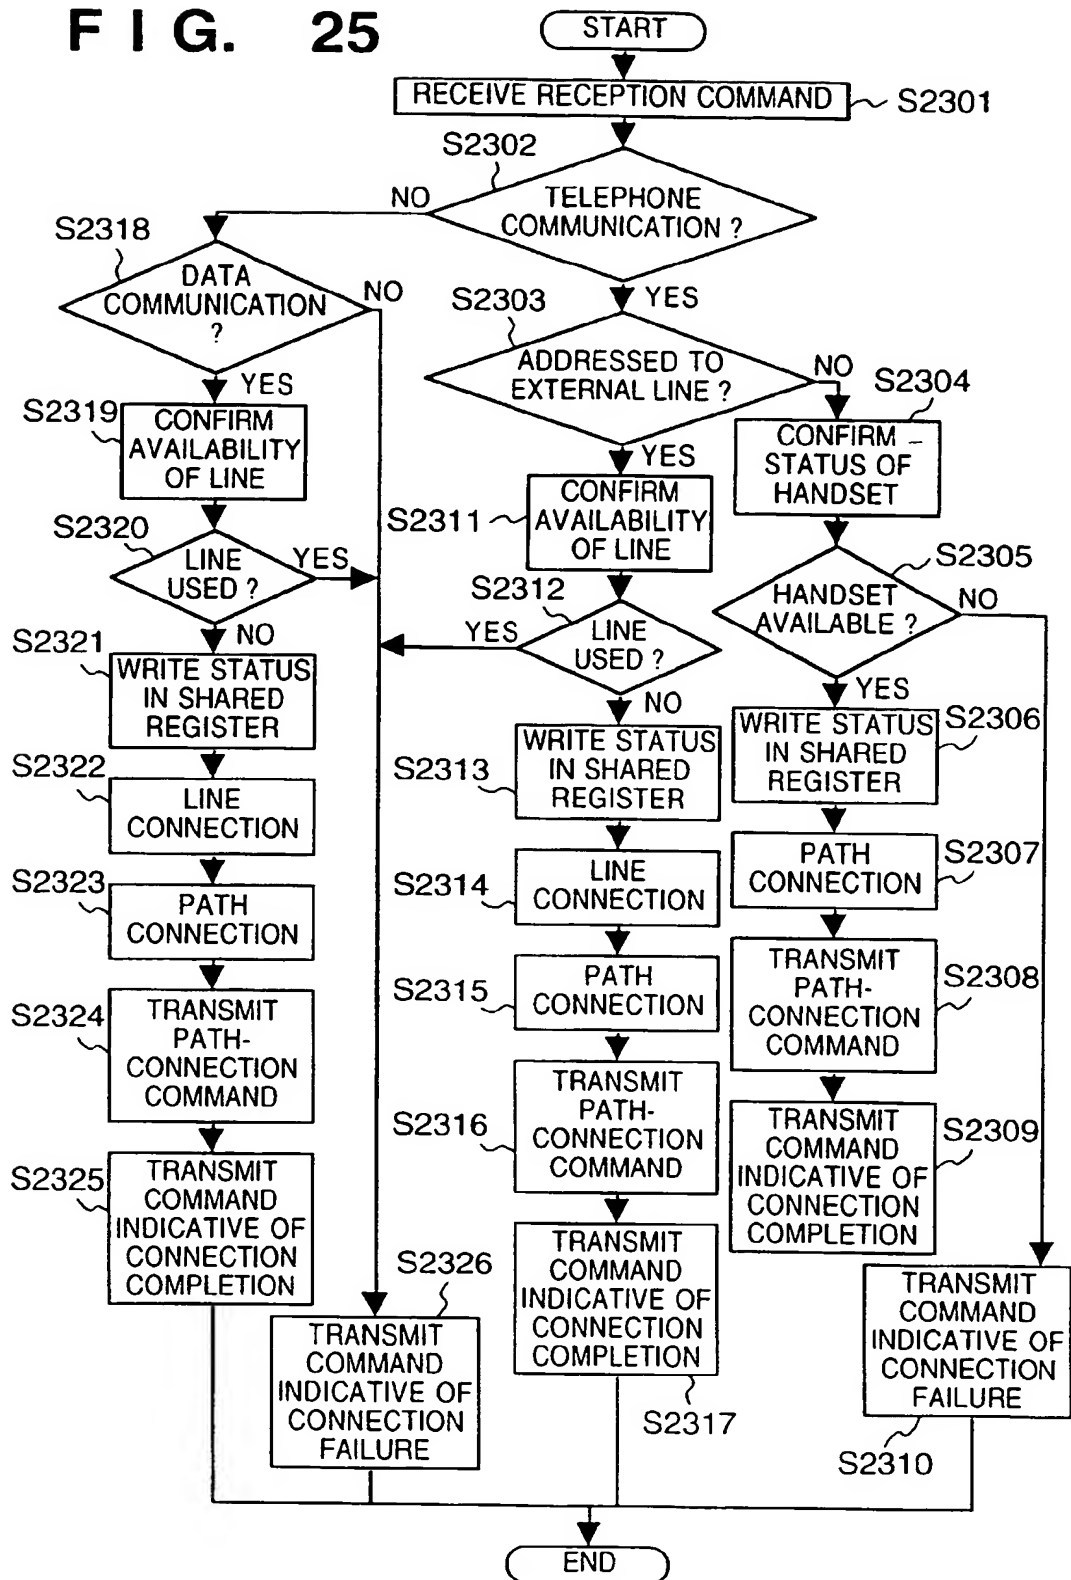 FIG. 25
START
RECEIVE RECEPTION COMMAND
S2301
S2302
TELEPHONE
COMMUNICATION ?
NO
YES
S2318
DATA
COMMUNICATION
?
NO
YES
S2303
ADDRESSED TO
EXTERNAL LINE ?
NO
YES
S2304
CONFIRM
STATUS OF
HANDSET
S2319
CONFIRM
AVAILABILITY
OF LINE
S2311
CONFIRM
AVAILABILITY
OF LINE
S2305
HANDSET
AVAILABLE ?
NO
YES
S2320
LINE
USED ?
YES
NO
S2312
LINE
USED ?
YES
NO
S2321
WRITE STATUS
IN SHARED
REGISTER
S2313
WRITE STATUS
IN SHARED
REGISTER
S2306
WRITE STATUS
IN SHARED
REGISTER
S2322
LINE
CONNECTION
S2314
LINE
CONNECTION
S2307
PATH
CONNECTION
S2323
PATH
CONNECTION
S2315
PATH
CONNECTION
S2308
TRANSMIT
PATH-
CONNECTION
COMMAND
S2324
TRANSMIT
PATH-
CONNECTION
COMMAND
S2316
TRANSMIT
PATH-
CONNECTION
COMMAND
S2309
TRANSMIT
COMMAND
INDICATIVE OF
CONNECTION
COMPLETION
S2325
TRANSMIT
COMMAND
INDICATIVE OF
CONNECTION
COMPLETION
S2326
TRANSMIT
COMMAND
INDICATIVE OF
CONNECTION
FAILURE
TRANSMIT
COMMAND
INDICATIVE OF
CONNECTION
COMPLETION
S2317
TRANSMIT
COMMAND
INDICATIVE OF
CONNECTION
FAILURE
S2310
END